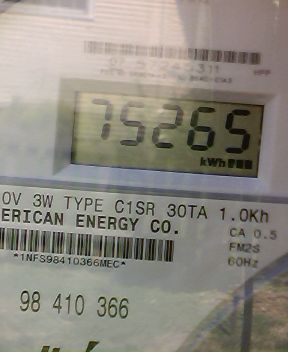 75265
kWh
0V 3W TYPE C1SR 30TA 1.0Kh
ERICAN ENERGY CO.
CA 0.5
FM2S
60Hz
*1NFS98410366MEC*
98 410 366